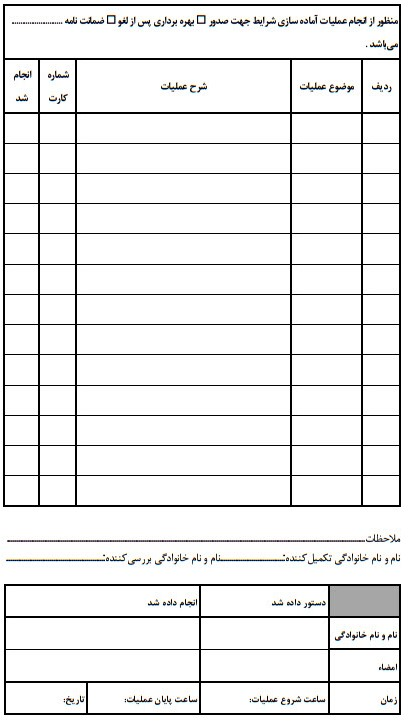 منظور از انجام عملیات آماده سازی شرایط جهت صدور □ بهره برداری پس از لغو □ ضمانت نامه ......................
می‌باشد .
ردیف موضوع عملیات شرح عملیات شماره کارت انجام شد
ملاحظات......................................................................
نام و نام خانوادگی تکمیل کننده:......................نام و نام خانوادگی بررسی کننده:......................
دستور داده شد انجام داده شد
نام و نام خانوادگی
امضاء
زمان ساعت شروع عملیات: ساعت پایان عملیات: تاریخ: